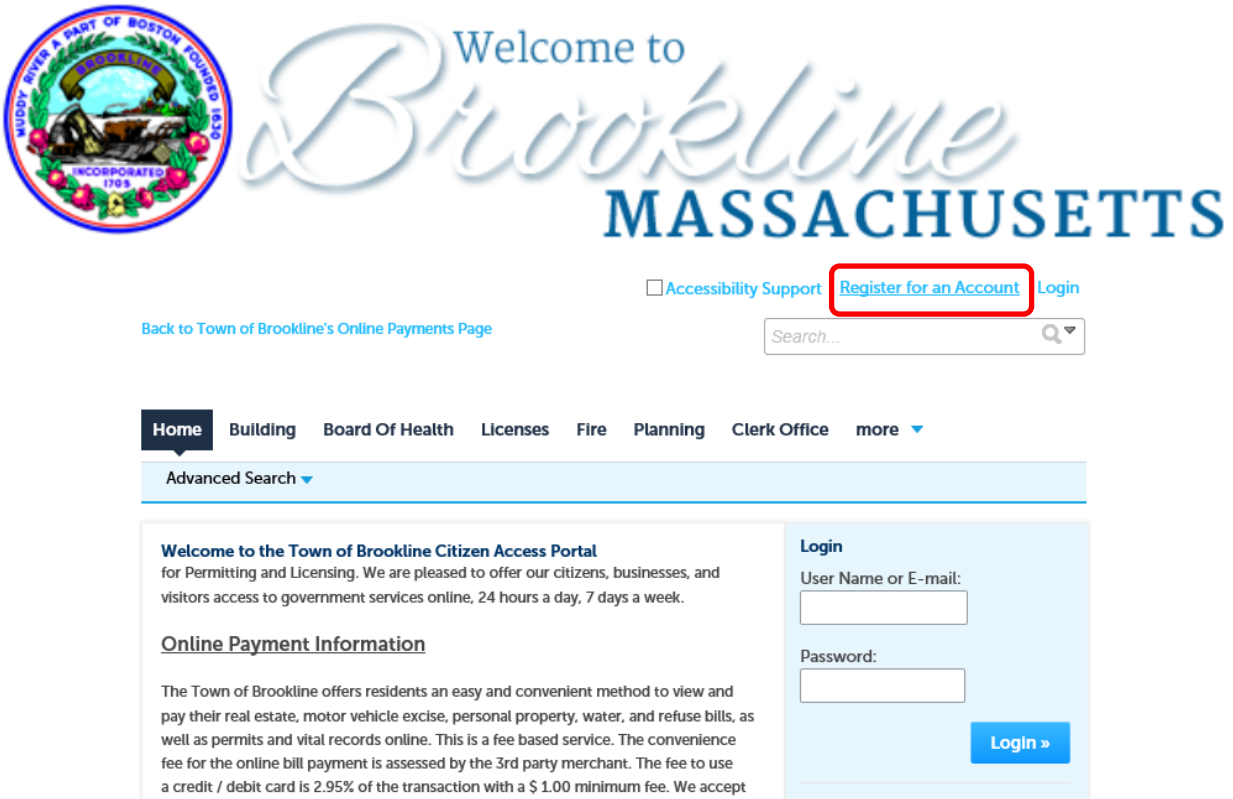 MUDDY RIVER A PART OF BOSTON FOUNDED 1630
BROOKLINE
INCORPORATED
1705
Welcome to
Brookline
MASSACHUSETTS
Accessibility Support Register for an Account Login
Back to Town of Brookline's Online Payments Page
Search...
Home Building Board Of Health Licenses Fire Planning Clerk Office more
Advanced Search
Welcome to the Town of Brookline Citizen Access Portal
for Permitting and Licensing. We are pleased to offer our citizens, businesses, and
visitors access to government services online, 24 hours a day, 7 days a week.
Online Payment Information
The Town of Brookline offers residents an easy and convenient method to view and
pay their real estate, motor vehicle excise, personal property, water, and refuse bills, as
well as permits and vital records online. This is a fee based service. The convenience
fee for the online bill payment is assessed by the 3rd party merchant. The fee to use
a credit / debit card is 2.95% of the transaction with a $ 1.00 minimum fee. We accept
Login
User Name or E-mail:
Password:
Login »